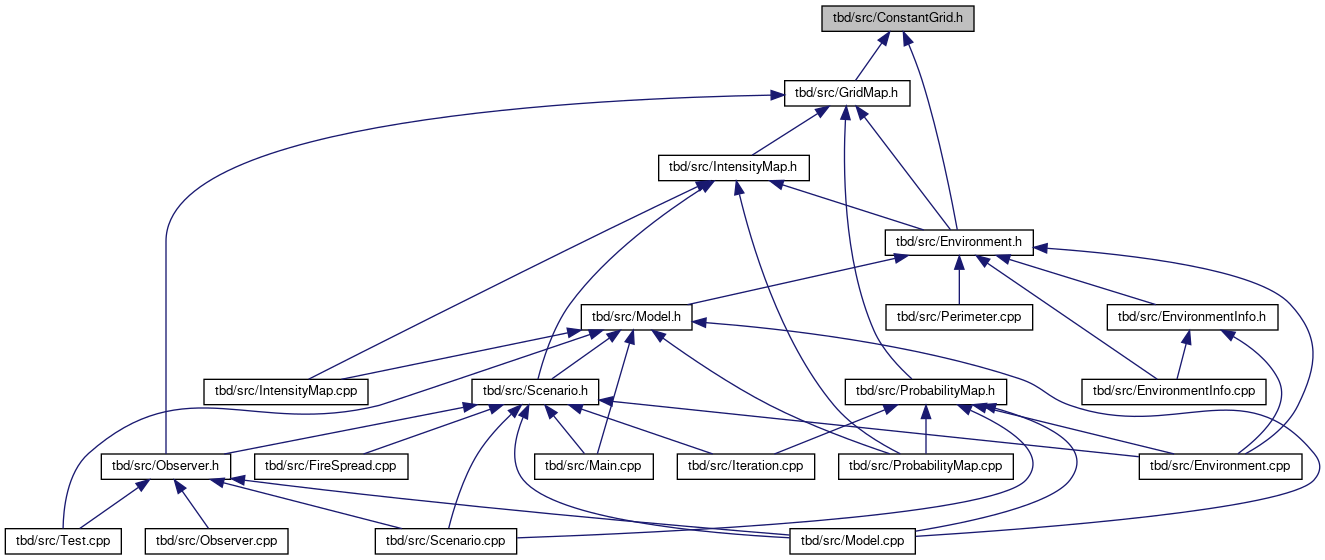 tbd/src/ConstantGrid.h
tbd/src/GridMap.h
tbd/src/IntensityMap.h
tbd/src/Environment.h
tbd/src/Model.h
tbd/src/Perimeter.cpp
tbd/src/EnvironmentInfo.h
tbd/src/IntensityMap.cpp
tbd/src/Scenario.h
tbd/src/ProbabilityMap.h
tbd/src/EnvironmentInfo.cpp
tbd/src/Observer.h
tbd/src/FireSpread.cpp
tbd/src/Main.cpp
tbd/src/Iteration.cpp
tbd/src/ProbabilityMap.cpp
tbd/src/Environment.cpp
tbd/src/Test.cpp
tbd/src/Observer.cpp
tbd/src/Scenario.cpp
tbd/src/Model.cpp